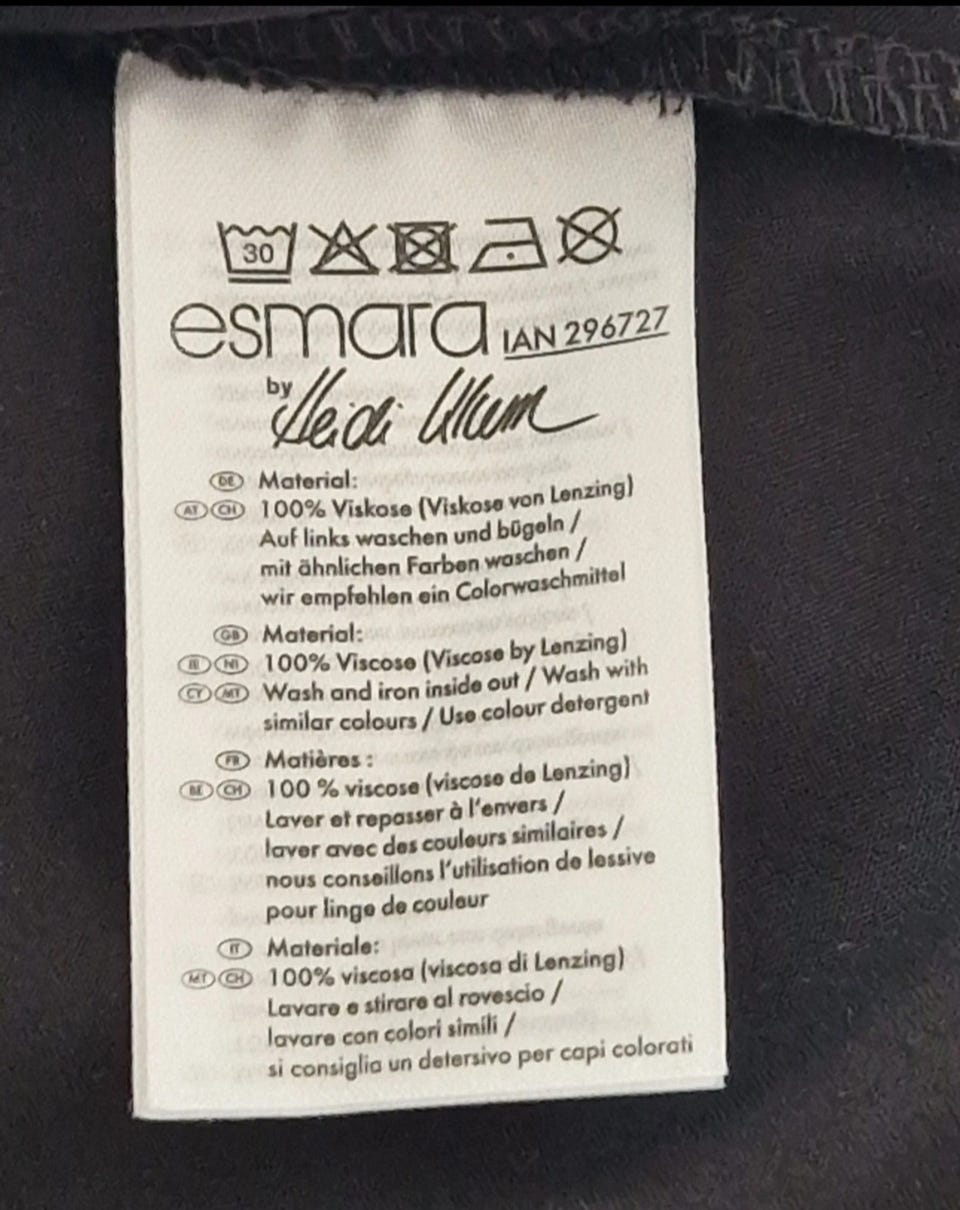 30
esmara IAN 296727
by Heidi Klum
DE Material:
AT CH 100% Viskose (Viskose von Lenzing)
Auf links waschen und bügeln /
mit ähnlichen Farben waschen /
wir empfehlen ein Colorwaschmittel
GB Material:
IE NI 100% Viscose (Viscose by Lenzing)
CY MT Wash and iron inside out / Wash with
similar colours / Use colour detergent
FR Matières :
BE CH 100 % viscose (viscose de Lenzing)
Laver et repasser à l'envers /
laver avec des couleurs similaires /
nous conseillons l'utilisation de lessive
pour linge de couleur
IT Materiale:
MT CH 100% viscosa (viscosa di Lenzing)
Lavare e stirare al rovescio /
lavare con colori simili /
si consiglia un detersivo per capi colorati